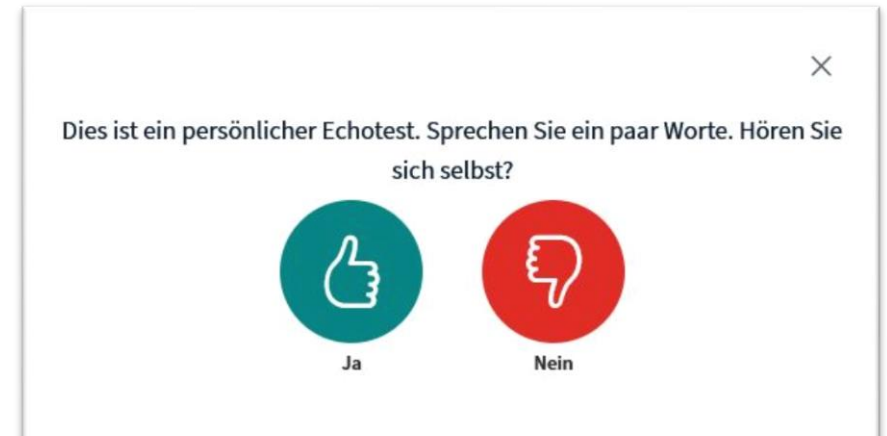 Dies ist ein persönlicher Echotest. Sprechen Sie ein paar Worte. Hören Sie
sich selbst?
Ja
Nein